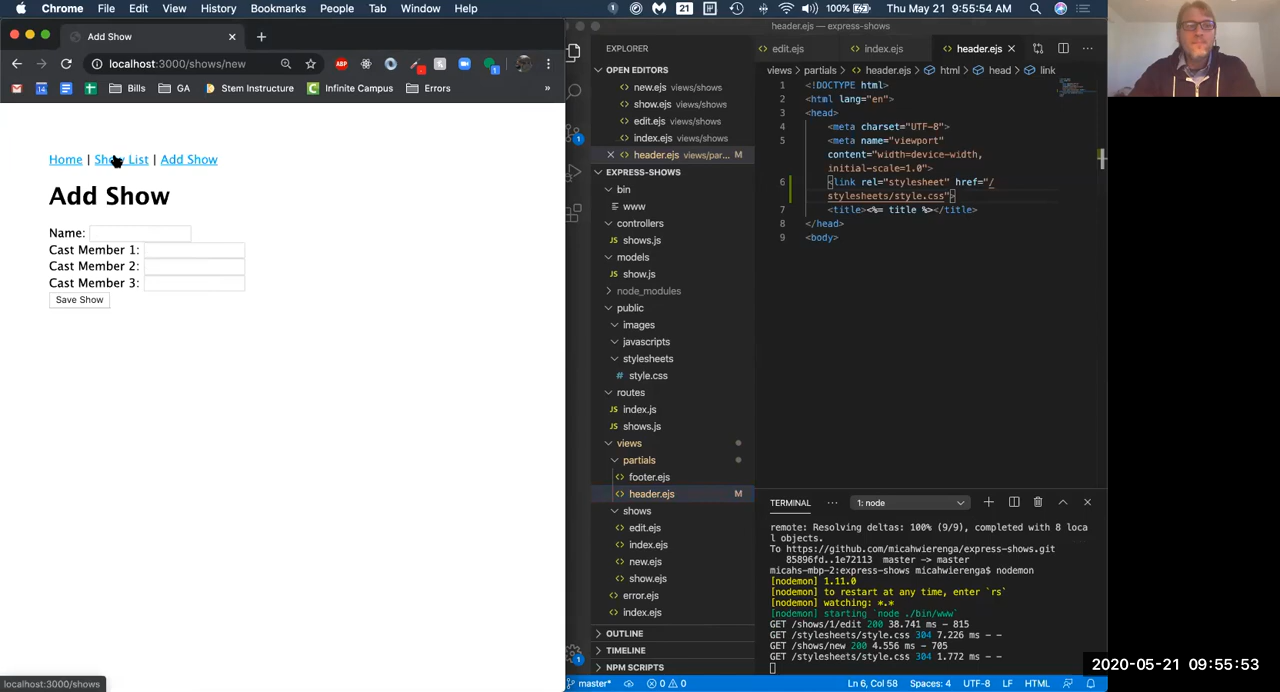 Chrome File Edit View History Bookmarks People Tab Window Help 21 100% Thu May 21 9:55:54 AM
Add Show
header.ejs — express-shows
localhost:3000/shows/new
ABP
Bills GA Stem Structure Infinite Campus Errors »
Home | Show List | Add Show
Add Show
Name:
Cast Member 1:
Cast Member 2:
Cast Member 3:
Save Show
localhost:3000/shows
EXPLORER
OPEN EDITORS
new.ejs views/shows
show.ejs views/shows
edit.ejs views/shows
index.ejs views/shows
header.ejs views/par... M
EXPRESS-SHOWS
bin
www
controllers
shows.js
models
show.js
node_modules
public
images
javascripts
stylesheets
style.css
routes
index.js
shows.js
views
partials
footer.ejs
header.ejs M
shows
edit.ejs
index.ejs
new.ejs
show.ejs
error.ejs
index.ejs
OUTLINE
TIMELINE
NPM SCRIPTS
edit.ejs index.ejs header.ejs
views > partials > header.ejs > html > head > link
1 <!DOCTYPE html>
2 <html lang="en">
3 <head>
4 <meta charset="UTF-8">
5 <meta name="viewport"
content="width=device-width,
initial-scale=1.0">
6 <link rel="stylesheet" href="/
stylesheets/style.css">
7 <title><%= title %></title>
8 </head>
9 <body>
TERMINAL ... 1: node
remote: Resolving deltas: 100% (9/9), completed with 8 loca
l objects.
To https://github.com/micahwierenga/express-shows.git
85896fd..1e72113 master -> master
micahs-mbp-2:express-shows micahwierenga$ nodemon
[nodemon] 1.11.0
[nodemon] to restart at any time, enter `rs`
[nodemon] watching: *.*
[nodemon] starting `node ./bin/www`
GET /shows/1/edit 200 38.741 ms - 815
GET /stylesheets/style.css 304 7.226 ms - -
GET /shows/new 200 4.556 ms - 705
GET /stylesheets/style.css 304 1.772 ms - -
master* 0 0 Ln 6, Col 58 Spaces: 4 UTF-8 LF HTML
2020-05-21 09:55:53